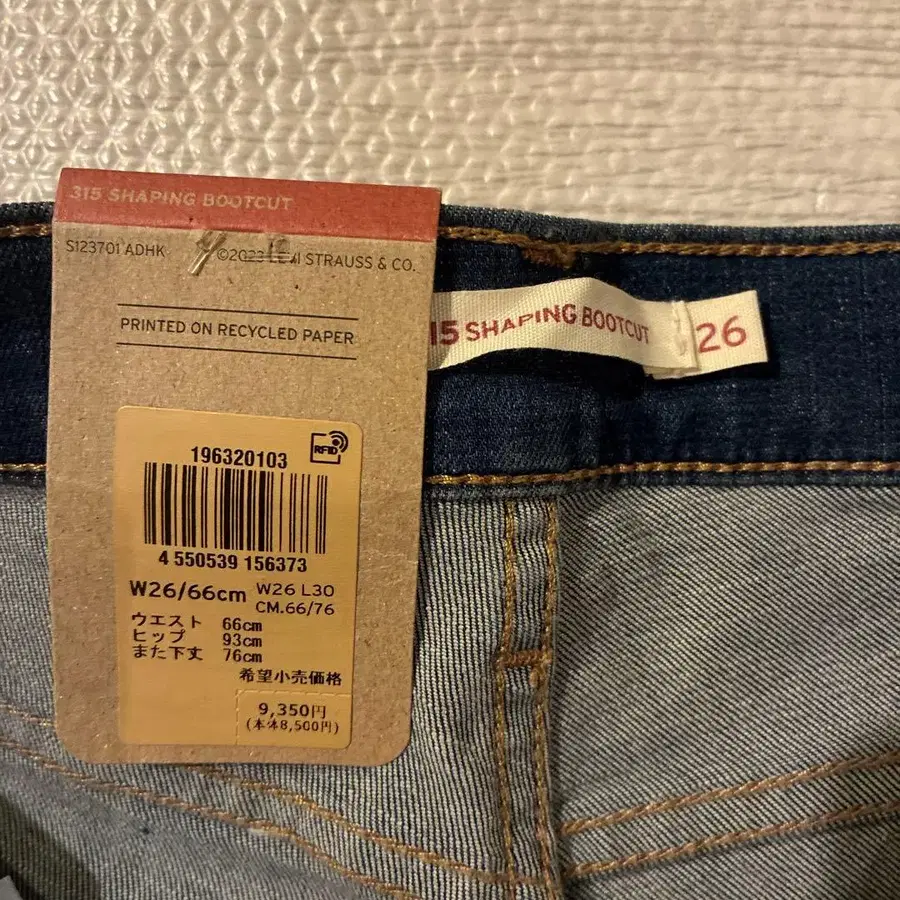 315 SHAPING BOOTCUT
S123701 ADHK
©2023 LEVI STRAUSS & CO.
PRINTED ON RECYCLED PAPER
15 SHAPING BOOTCUT
26
196320103
RFID
4 550539 156373
W26/66cm
W26 L30
CM.66/76
ウエスト 66cm
ヒップ 93cm
また下丈 76cm
希望小売価格
9,350円
(本体8,500円)